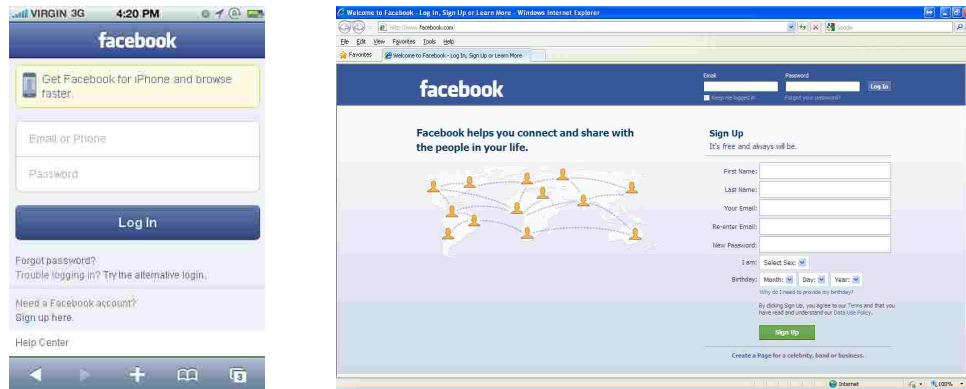 VIRGIN 3G 4:20 PM
facebook
Get Facebook for iPhone and browse
faster.
Email or Phone
Password
Log In
Forgot password?
Trouble logging in? Try the alternative login.
Need a Facebook account?
Sign up here.
Help Center
3
Welcome to Facebook - Log In, Sign Up or Learn More - Windows Internet Explorer
http://www.facebook.com
Google
File Edit View Favorites Tools Help
Favorites Welcome to Facebook - Log In, Sign Up or Learn More
facebook
Email Password
Log In
Keep me logged in Forgot your password?
Facebook helps you connect and share with
the people in your life.
Sign Up
It's free and always will be.
First Name:
Last Name:
Your Email:
Re-enter Email:
New Password:
I am: Select Sex:
Birthday: Month: Day: Year:
Why do I need to provide my birthday?
By clicking Sign Up, you agree to our Terms and that you
have read and understand our Data Use Policy.
Sign Up
Create a Page for a celebrity, band or business.
Internet 100%